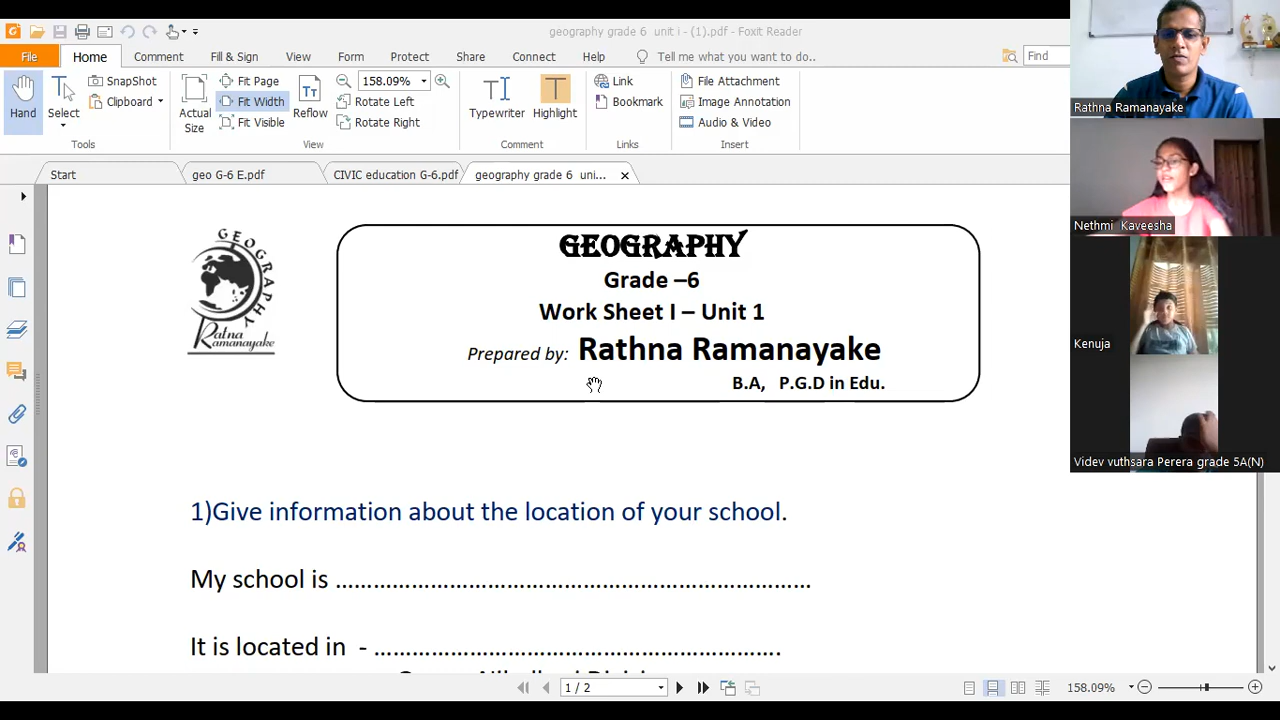 geography grade 6 unit i - (1).pdf - Foxit Reader
File Home Comment Fill & Sign View Form Protect Share Connect Help Tell me what you want to do.. Find
Hand
Select
SnapShot
Clipboard
Tools
Actual Size
Fit Page
Fit Width
Fit Visible
Reflow
158.09%
Rotate Left
Rotate Right
View
Typewriter
Highlight
Comment
Link
Bookmark
Links
File Attachment
Image Annotation
Audio & Video
Insert
Start
geo G-6 E.pdf
CIVIC education G-6.pdf
geography grade 6 uni...
GEOGRAPHY
Ratna
Ramanayake
GEOGRAPHY
Grade –6
Work Sheet I – Unit 1
Prepared by: Rathna Ramanayake
B.A, P.G.D in Edu.
1)Give information about the location of your school.
My school is ………………………………………………………
It is located in - ……………………………………………….
1 / 2
158.09%
Rathna Ramanayake
Nethmi Kaveesha
Kenuja
Videv vuthsara Perera grade 5A(N)